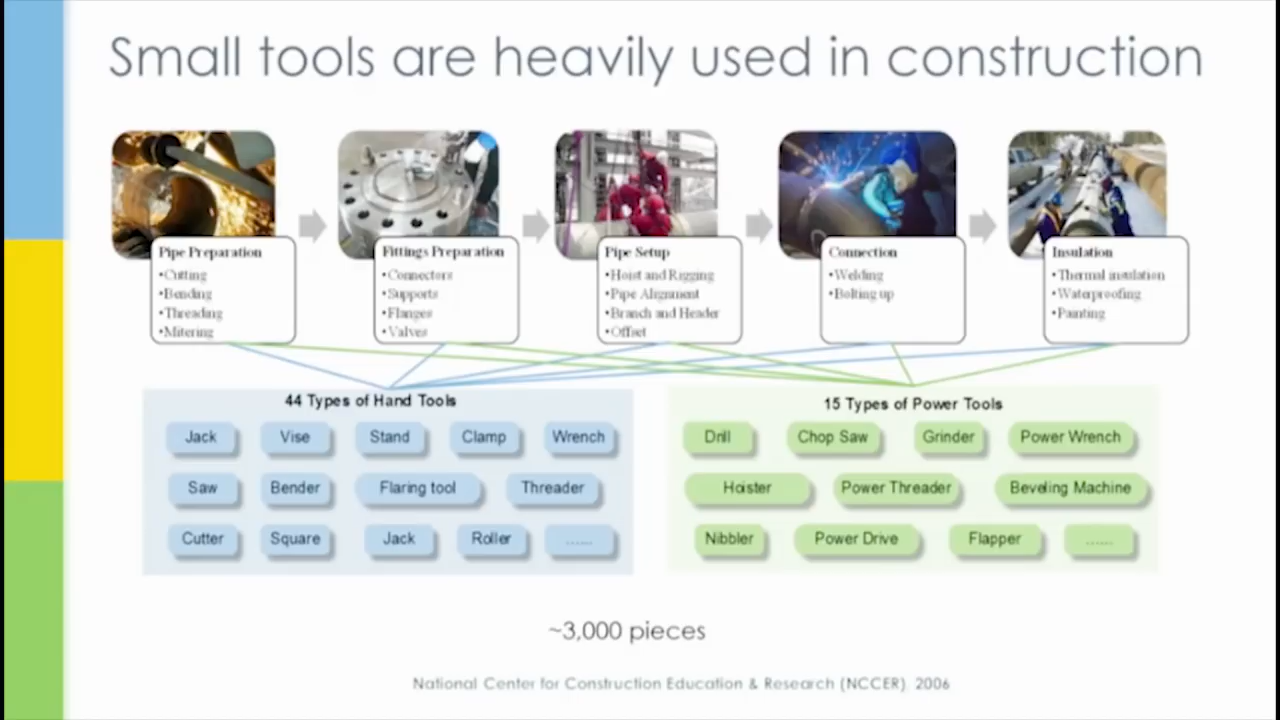 Small tools are heavily used in construction
Pipe Preparation
•Cutting
•Bending
•Threading
•Mitering
Fittings Preparation
•Connectors
•Supports
•Flanges
•Valves
Pipe Setup
•Hoist and Rigging
•Pipe Alignment
•Branch and Header
•Offset
Connection
•Welding
•Bolting up
Insulation
•Thermal insulation
•Waterproofing
•Painting
44 Types of Hand Tools
Jack Vise Stand Clamp Wrench
Saw Bender Flaring tool Threader
Cutter Square Jack Roller ......
15 Types of Power Tools
Drill Chop Saw Grinder Power Wrench
Hoister Power Threader Beveling Machine
Nibbler Power Drive Flapper ......
~3,000 pieces
National Center for Construction Education & Research (NCCER) 2006